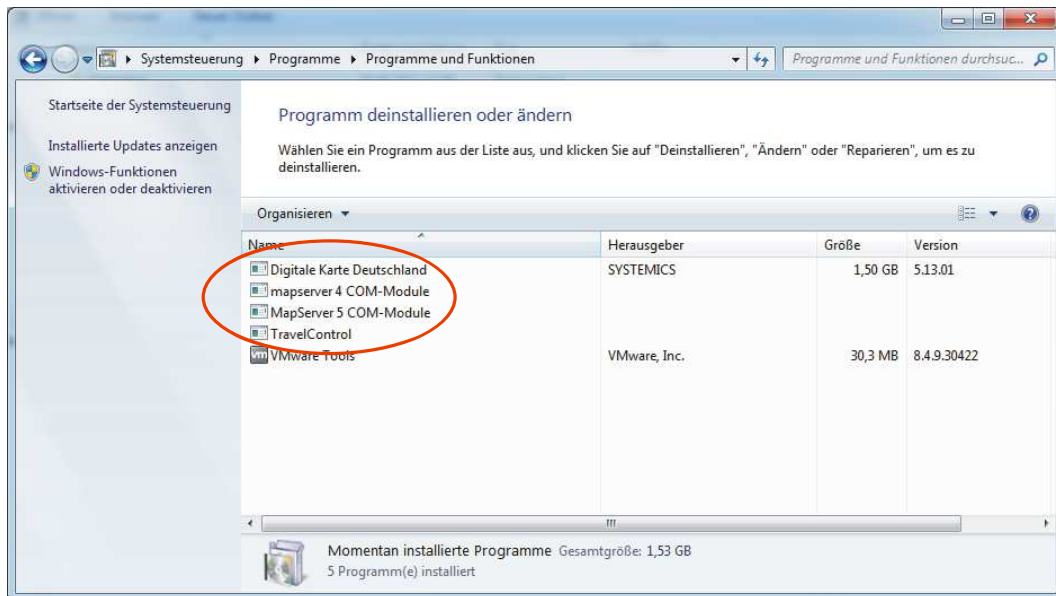 Systemsteuerung Programme Programme und Funktionen
Programme und Funktionen durchsuc...
Startseite der Systemsteuerung
Installierte Updates anzeigen
Windows-Funktionen
aktivieren oder deaktivieren
Programm deinstallieren oder ändern
Wählen Sie ein Programm aus der Liste aus, und klicken Sie auf "Deinstallieren", "Ändern" oder "Reparieren", um es zu
deinstallieren.
Organisieren
Name Herausgeber Größe Version
Digitale Karte Deutschland SYSTEMICS 1,50 GB 5.13.01
mapserver 4 COM-Module
MapServer 5 COM-Module
TravelControl
vm VMware Tools VMware, Inc. 30,3 MB 8.4.9.30422
Momentan installierte Programme Gesamtgröße: 1,53 GB
5 Programm(e) installiert